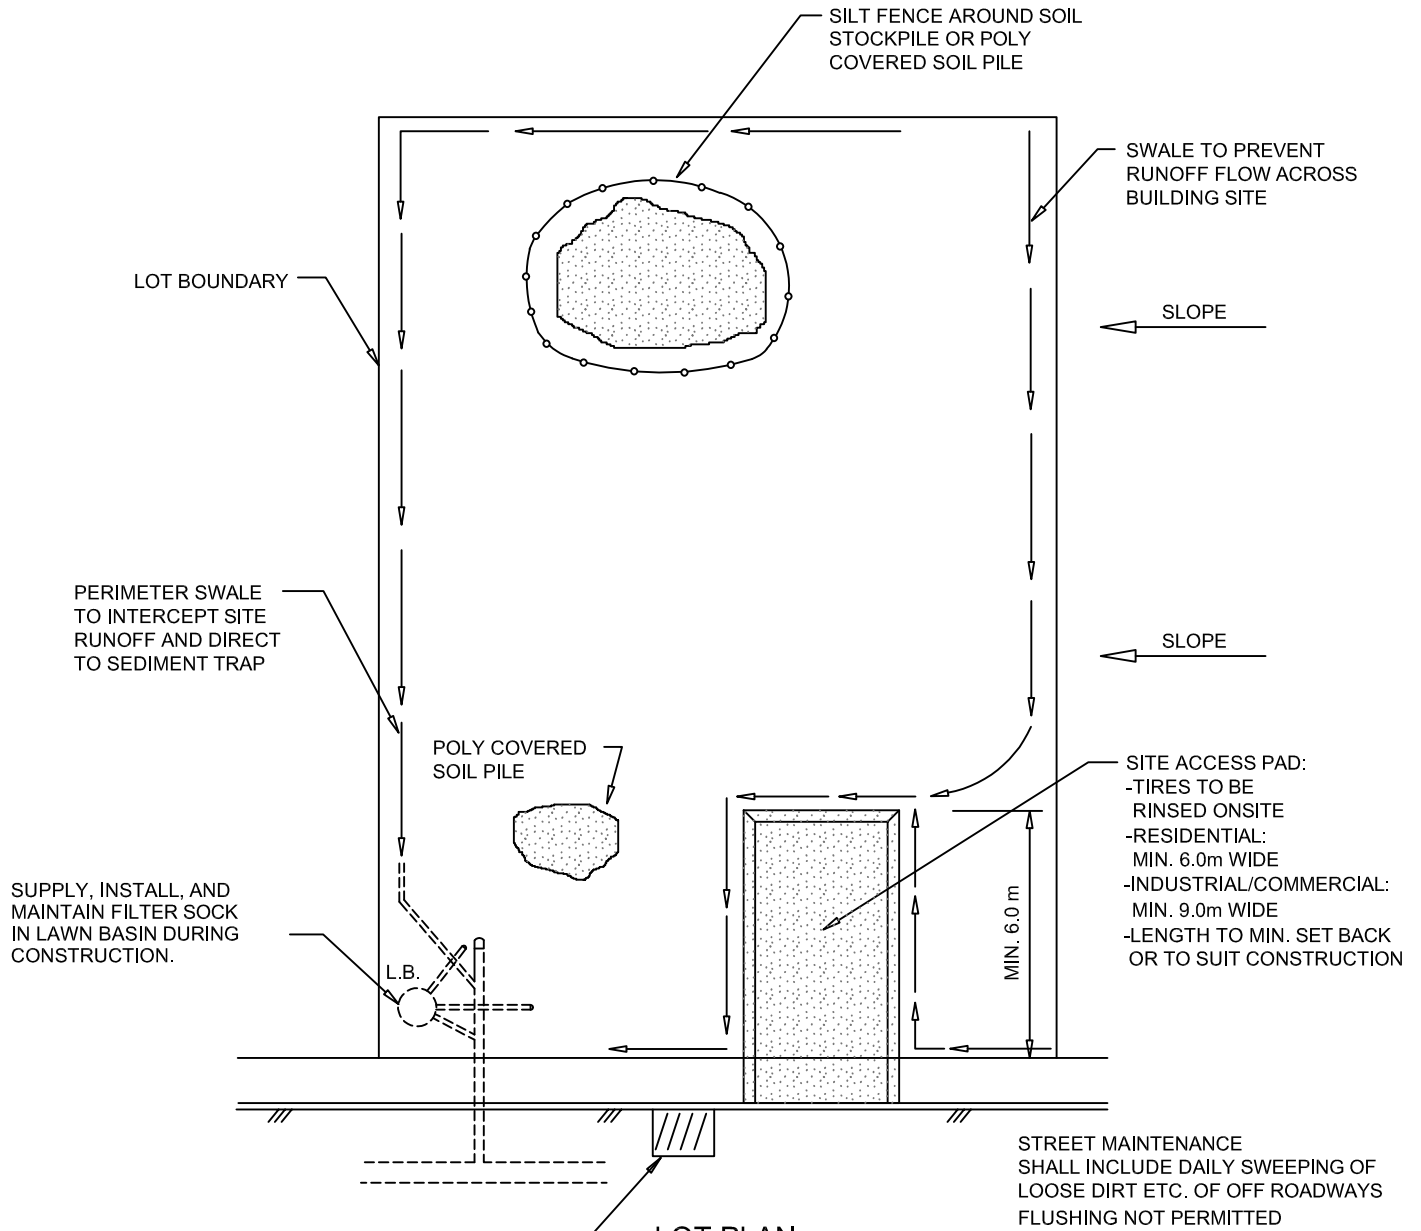 SILT FENCE AROUND SOIL
STOCKPILE OR POLY
COVERED SOIL PILE
SWALE TO PREVENT
RUNOFF FLOW ACROSS
BUILDING SITE
LOT BOUNDARY
SLOPE
PERIMETER SWALE
TO INTERCEPT SITE
RUNOFF AND DIRECT
TO SEDIMENT TRAP
SLOPE
POLY COVERED
SOIL PILE
SITE ACCESS PAD:
-TIRES TO BE
RINSED ONSITE
-RESIDENTIAL:
MIN. 6.0m WIDE
-INDUSTRIAL/COMMERCIAL:
MIN. 9.0m WIDE
-LENGTH TO MIN. SET BACK
OR TO SUIT CONSTRUCTION
SUPPLY, INSTALL, AND
MAINTAIN FILTER SOCK
IN LAWN BASIN DURING
CONSTRUCTION.
L.B.
MIN. 6.0 m
STREET MAINTENANCE
SHALL INCLUDE DAILY SWEEPING OF
LOOSE DIRT ETC. OF OFF ROADWAYS
FLUSHING NOT PERMITTED
LOT PLAN